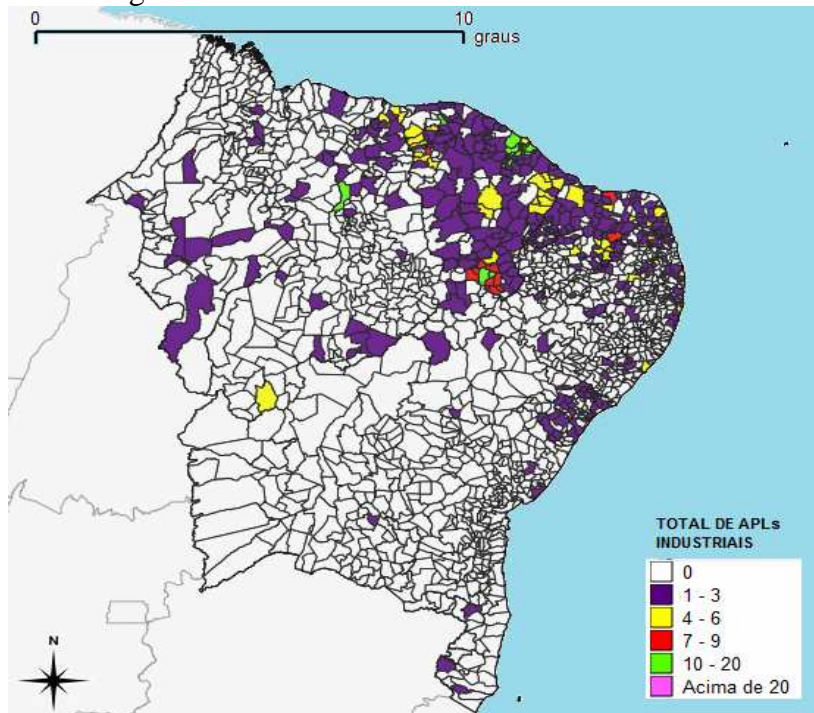 0
10
graus
N
TOTAL DE APLs
INDUSTRIAIS
0
1 - 3
4 - 6
7 - 9
10 - 20
Acima de 20